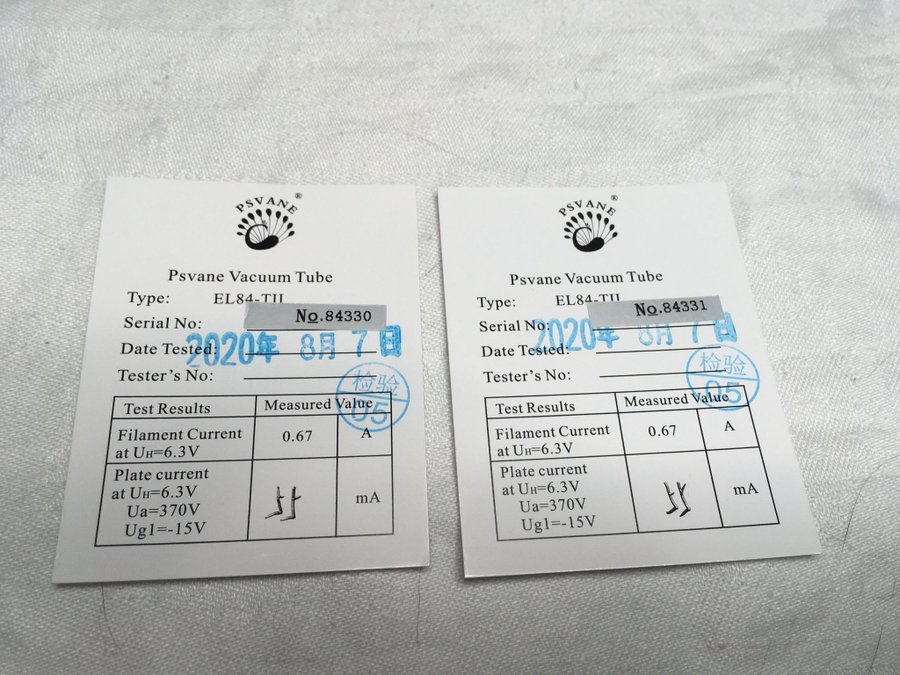 PSVANE®
Psvane Vacuum Tube
Type: EL84-TII
Serial No: No.84330
Date Tested: 2020年 8月 7日
Tester's No:
检验
05
Test Results Measured Value
Filament Current
at UH=6.3V 0.67 A
Plate current
at UH=6.3V
Ua=370V
Ug1=-15V
mA
PSVANE®
Psvane Vacuum Tube
Type: EL84-TII
Serial No: No.84331
Date Tested: 2020年 8月 7日
Tester's No:
检验
05
Test Results Measured Value
Filament Current
at UH=6.3V 0.67 A
Plate current
at UH=6.3V
Ua=370V
Ug1=-15V
mA